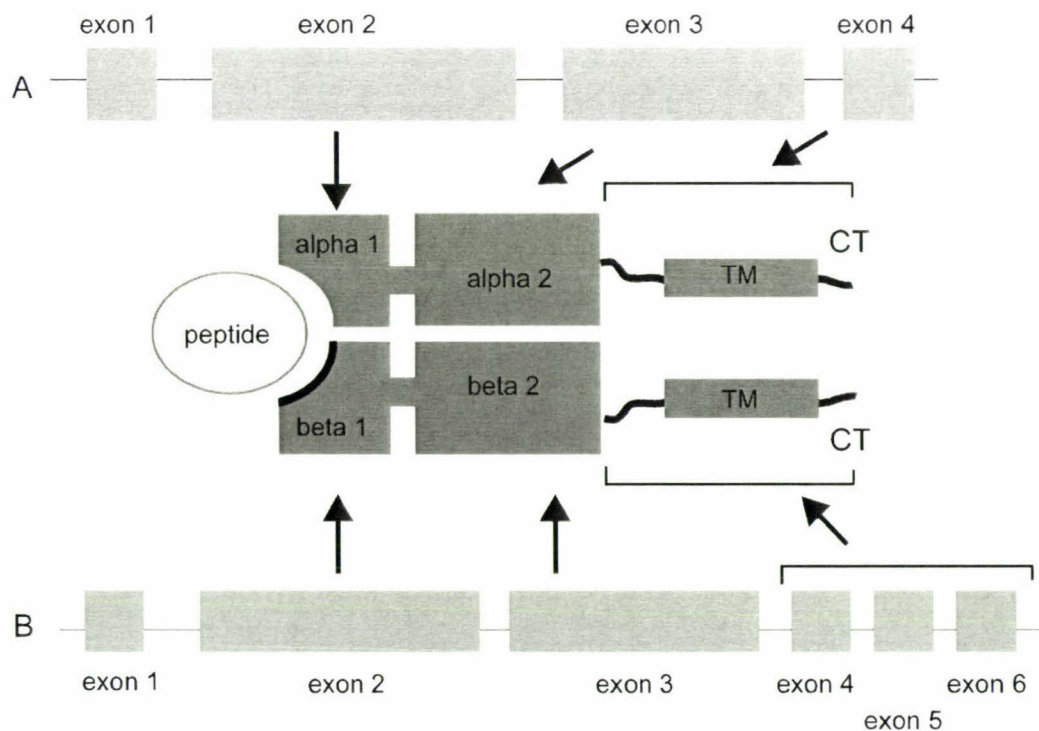 exon 1 exon 2 exon 3 exon 4
A
alpha 1 CT
alpha 2 TM
peptide
beta 2 TM
beta 1 CT
B
exon 1 exon 2 exon 3 exon 4 exon 6
exon 5